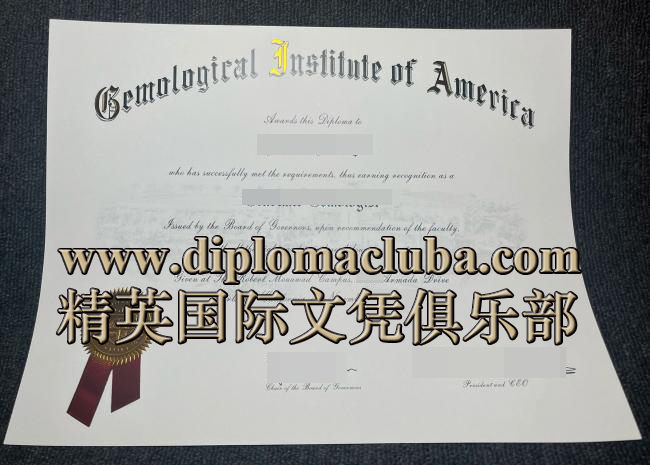 Gemological Institute of America
Awards this Diploma to
who has successfully met the requirements, thus earning recognition as a
Gemologist
Issued by the Board of Governors, upon recommendation of the faculty.
www.diplomacluba.com
Given at Robert Mouawad Campus, Armada Drive
精英国际文凭俱乐部
Chair of the Board of Governors
President and CEO